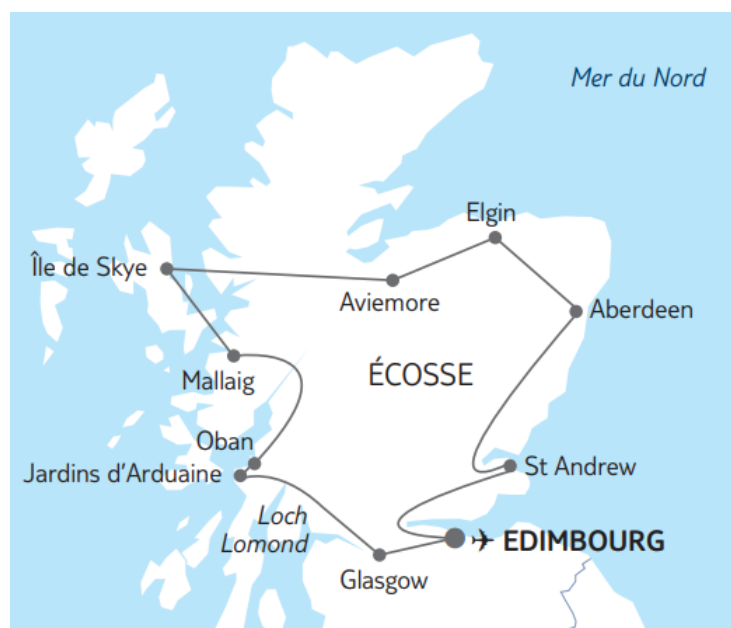 Mer du Nord
Elgin
Île de Skye
Aviemore
Aberdeen
ÉCOSSE
Mallaig
Oban
Jardins d'Arduaine
St Andrew
Loch
Lomond
EDIMBOURG
Glasgow